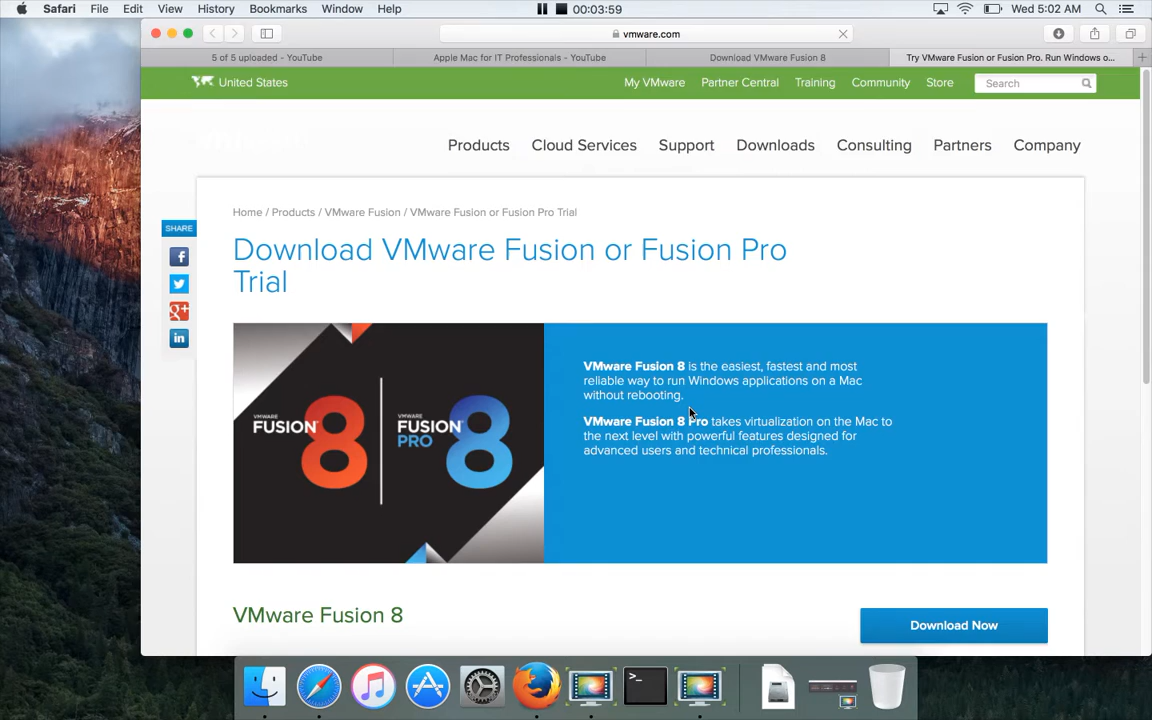 Safari File Edit View History Bookmarks Window Help 00:03:59 Wed 5:02 AM
vmware.com
5 of 5 uploaded - YouTube Apple Mac for IT Professionals - YouTube Download VMware Fusion 8 Try VMware Fusion or Fusion Pro. Run Windows o...
United States My VMware Partner Central Training Community Store Search
Products Cloud Services Support Downloads Consulting Partners Company
Home / Products / VMware Fusion / VMware Fusion or Fusion Pro Trial
SHARE
Download VMware Fusion or Fusion Pro
Trial
VMWARE
FUSION 8
VMWARE
FUSION 8
PRO
VMware Fusion 8 is the easiest, fastest and most
reliable way to run Windows applications on a Mac
without rebooting.
VMware Fusion 8 Pro takes virtualization on the Mac to
the next level with powerful features designed for
advanced users and technical professionals.
VMware Fusion 8
Download Now